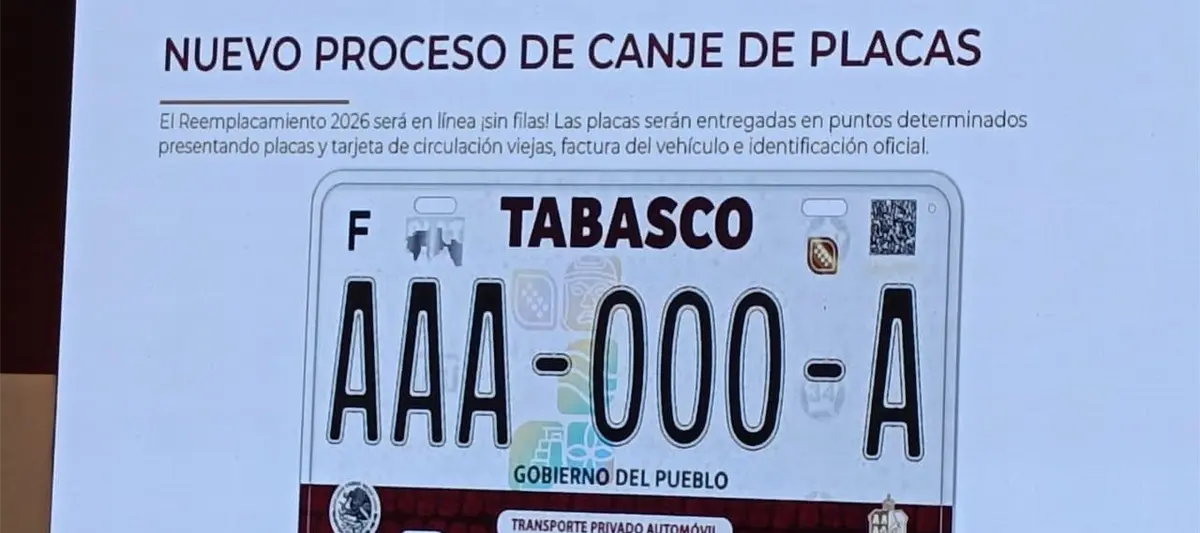 NUEVO PROCESO DE CANJE DE PLACAS
El Reemplacamiento 2026 será en línea ¡sin filas! Las placas serán entregadas en puntos determinados
presentando placas y tarjeta de circulación viejas, factura del vehículo e identificación oficial.
F TABASCO
AAA-000-A
GOBIERNO DEL PUEBLO
TRANSPORTE PRIVADO AUTOMÓVIL